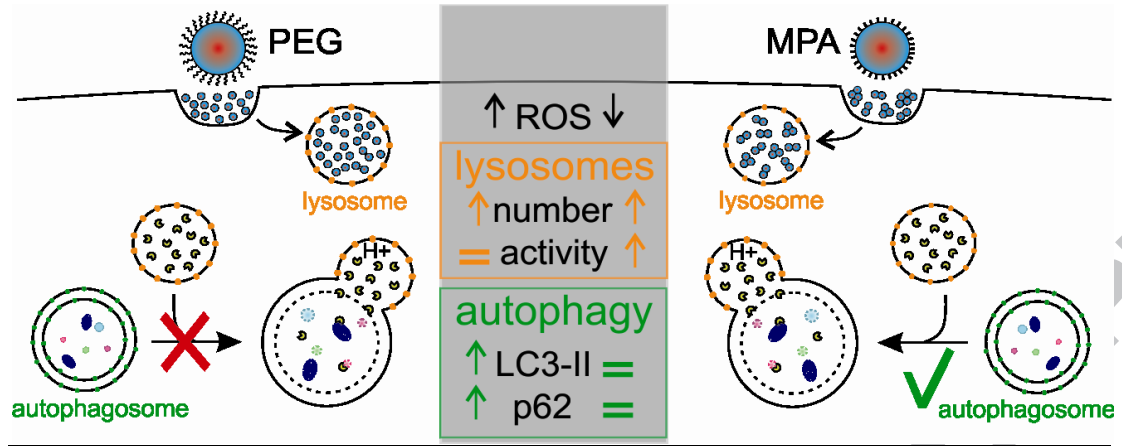 PEG
MPA
↑ ROS ↓
lysosomes
↑ number ↑
= activity ↑
autophagy
↑ LC3-II =
↑ p62 =
lysosome
lysosome
H+
H+
autophagosome
autophagosome